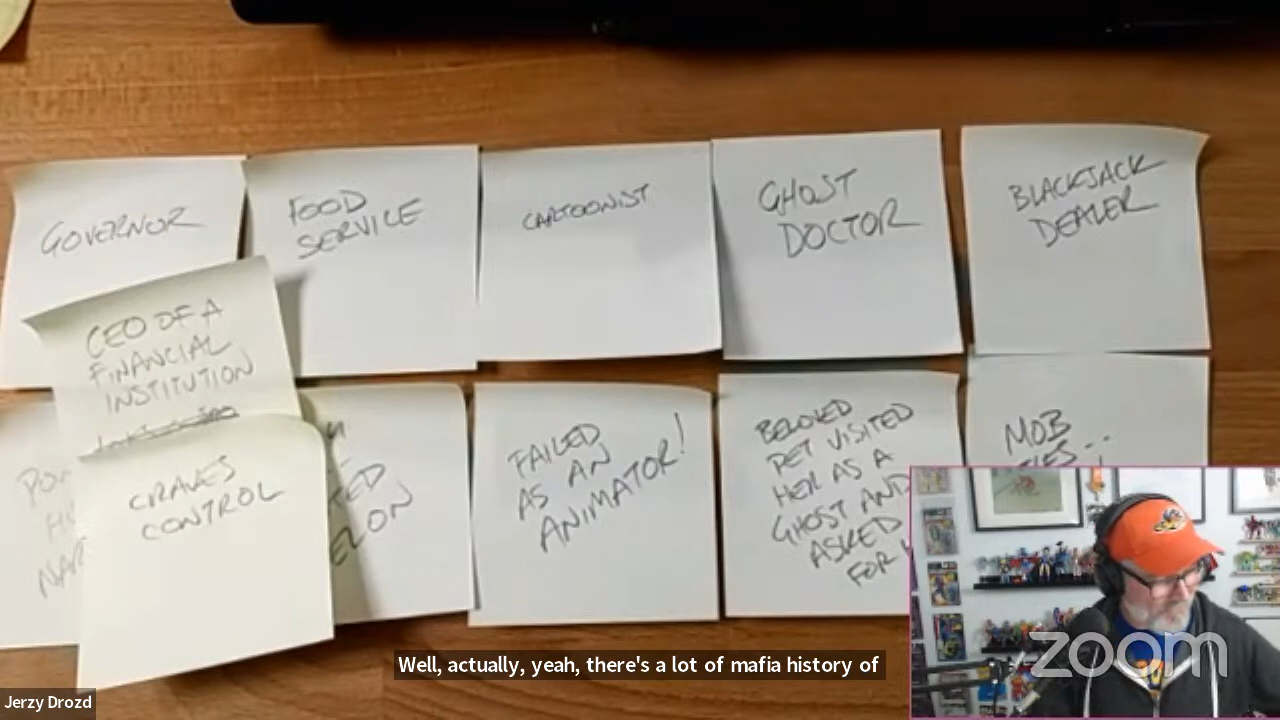 GOVERNOR
FOOD
SERVICE
CARTOONIST
GHOST
DOCTOR
BLACKJACK
DEALER
CEO OF A
FINANCIAL
INSTITUTION
CRAVES
CONTROL
FAILED
AS AN
ANIMATOR!
BELOVED
PET VISITED
HER AS A
GHOST AND
ASKED
FOR
MOB
Well, actually, yeah, there's a lot of mafia history of
zoom
Jerzy Drozd